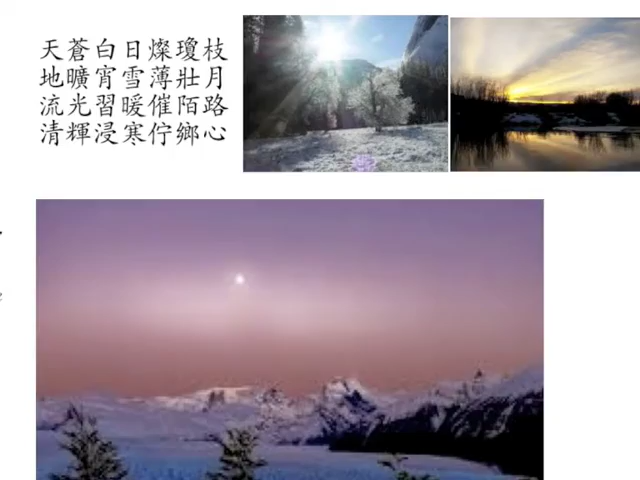 天蒼白日燦瓊枝
地曠宵雪薄壯月
流光習暖催陌路
清輝浸寒佇鄉心